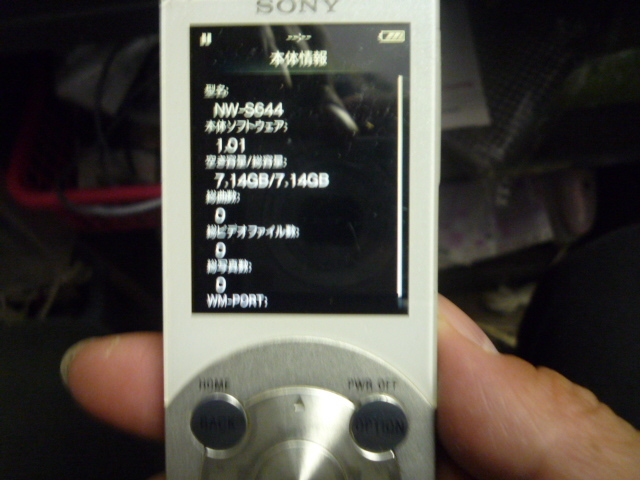 SONY
本体情報
型名:
NW-S644
本体ソフトウェア:
1.01
空き容量/総容量:
7.14GB/7.14GB
総曲数:
0
総ビデオファイル数:
0
総写真数:
0
WM-PORT:
HOME
PWR OFF
BACK
OPTION